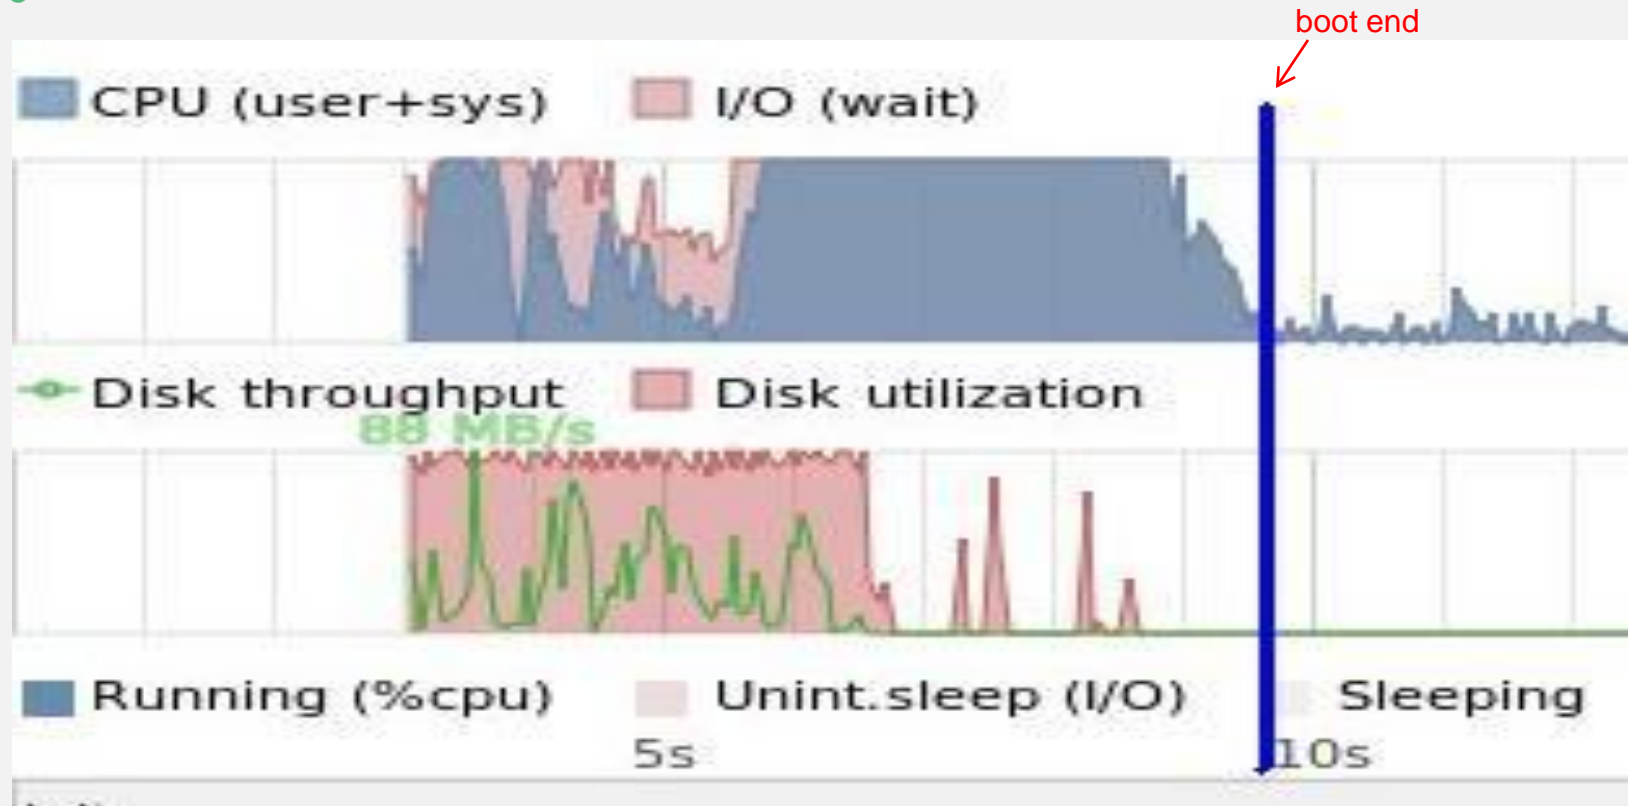 boot end
CPU (user+sys) I/O (wait)
Disk throughput Disk utilization
88 MB/s
Running (%cpu) Unint.sleep (I/O) Sleeping
5s 10s